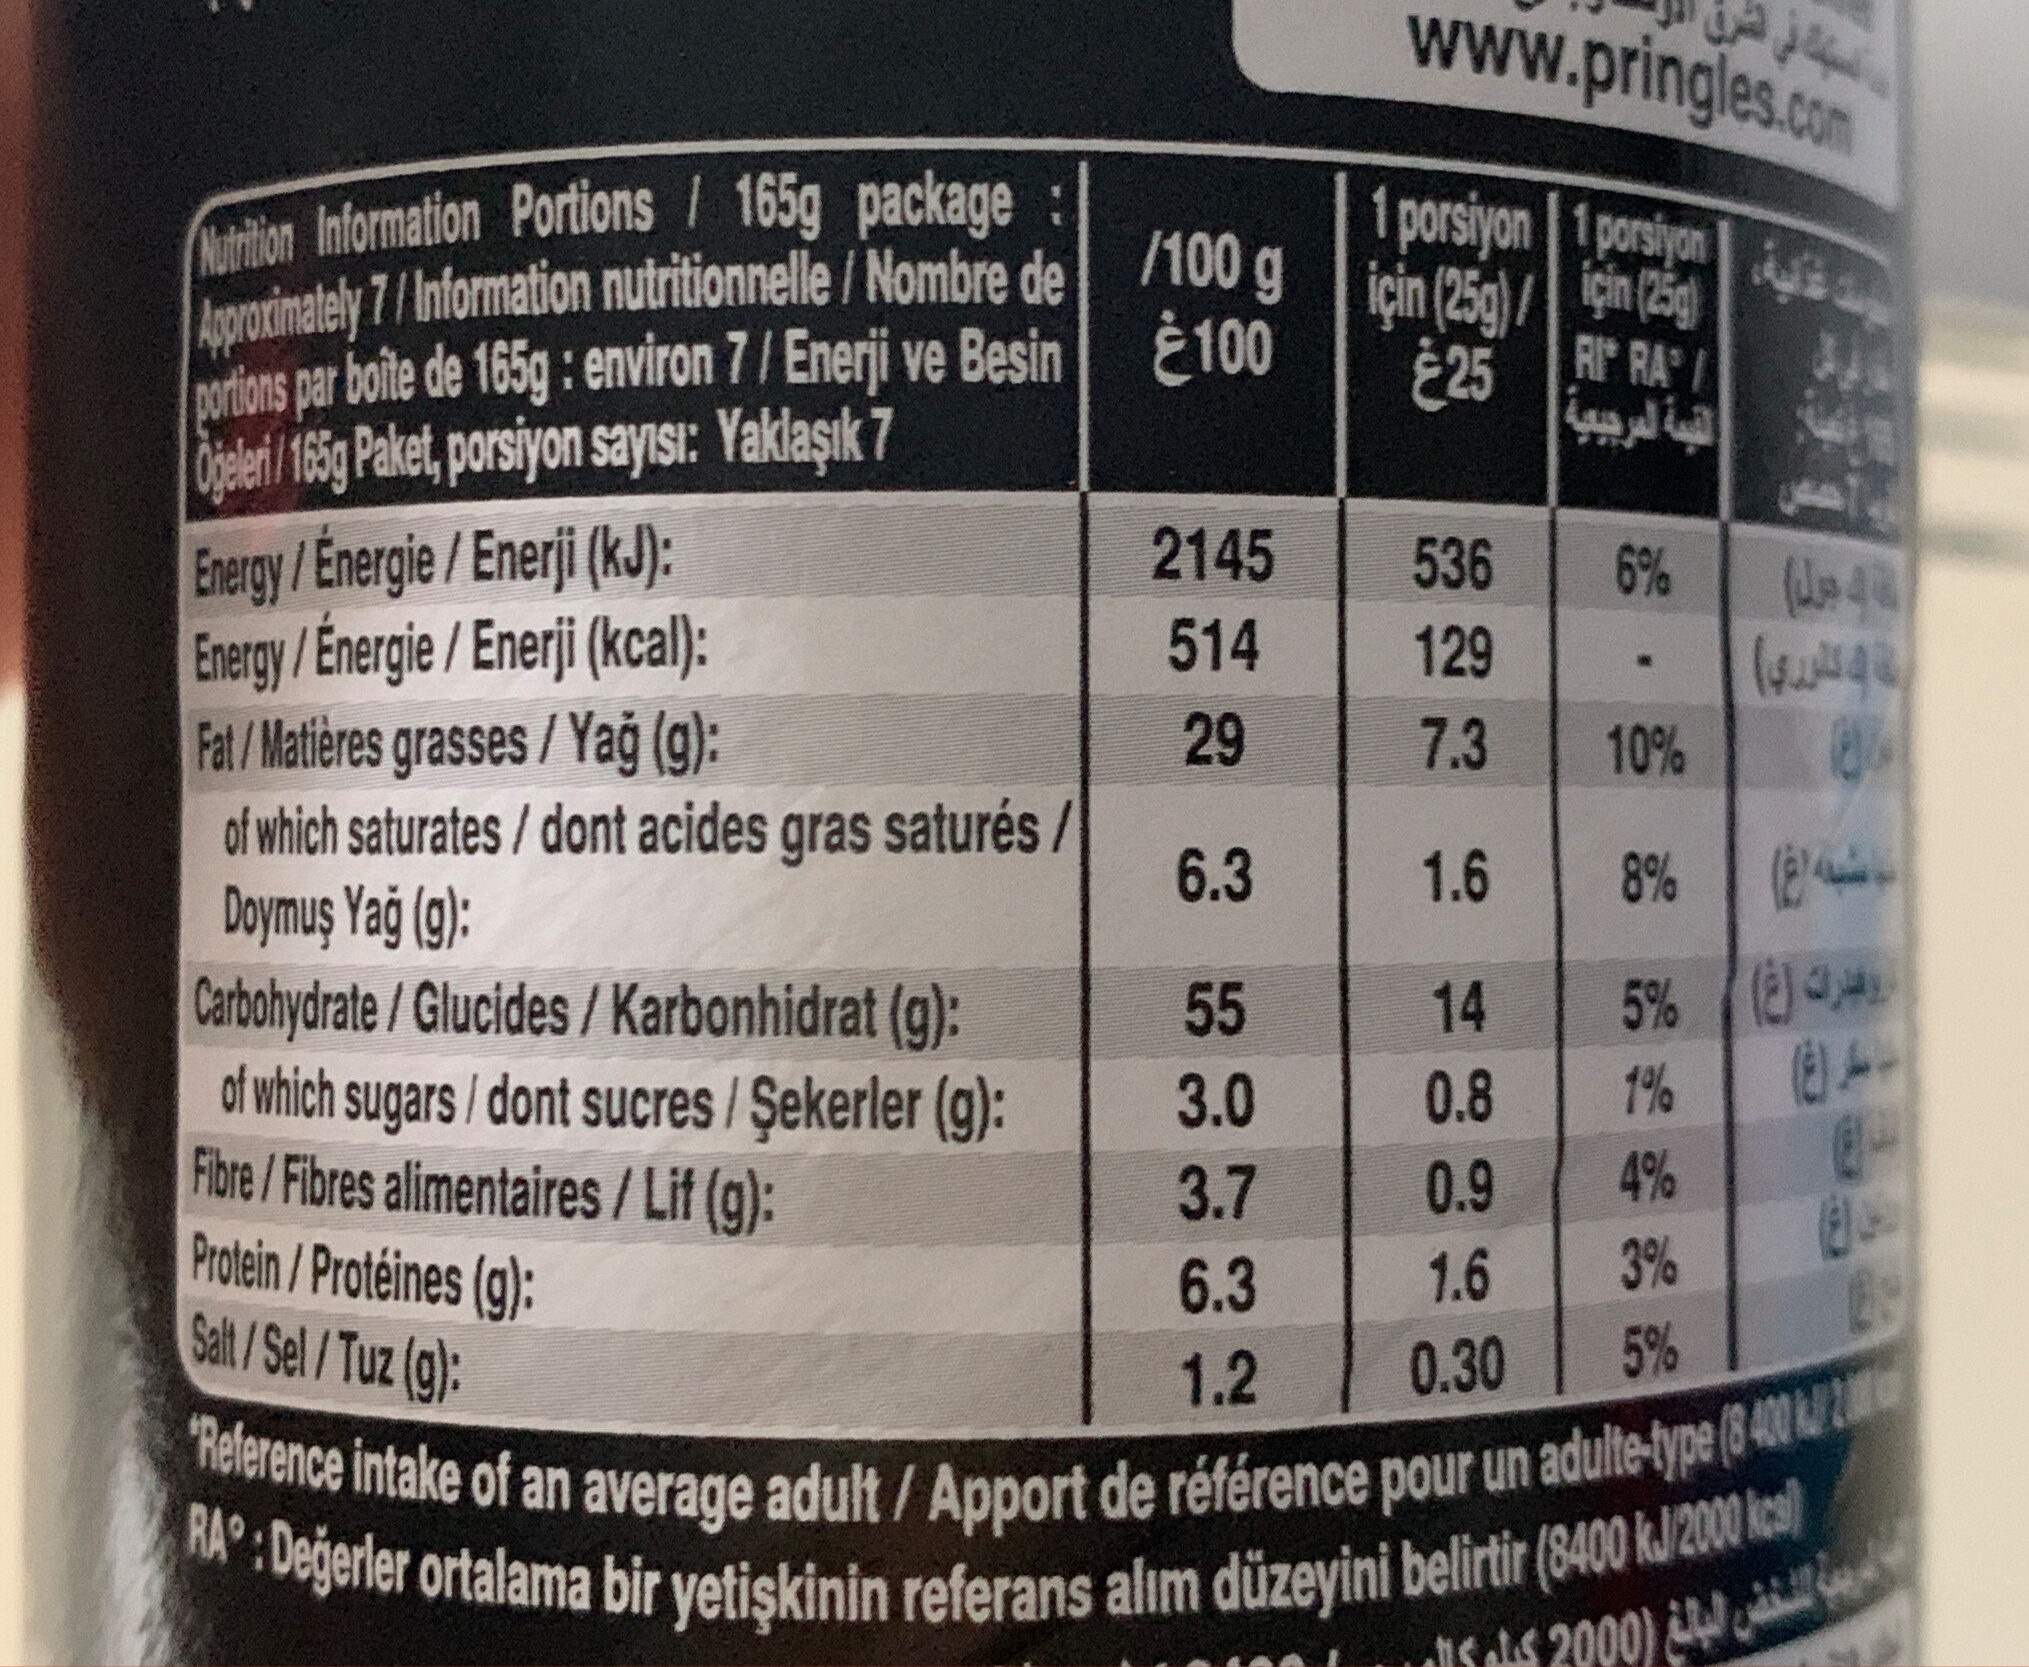 www.pringles.com
Nutrition Information Portions / 165g package :
Approximately 7 / Information nutritionnelle / Nombre de
portions par boîte de 165g : environ 7 / Enerji ve Besin
Öğeleri / 165g Paket, porsiyon sayısı: Yaklaşık 7
/100 g
100غ
1 porsiyon
için (25g) /
25غ
1 porsiyon
için (25g)
RI* RA° /
القيمة المرجعية
Energy / Énergie / Enerji (kJ): 2145 536 6%
Energy / Énergie / Enerji (kcal): 514 129 -
Fat / Matières grasses / Yağ (g): 29 7.3 10%
of which saturates / dont acides gras saturés /
Doymuş Yağ (g): 6.3 1.6 8%
Carbohydrate / Glucides / Karbonhidrat (g): 55 14 5%
of which sugars / dont sucres / Şekerler (g): 3.0 0.8 1%
Fibre / Fibres alimentaires / Lif (g): 3.7 0.9 4%
Protein / Protéines (g): 6.3 1.6 3%
Salt / Sel / Tuz (g): 1.2 0.30 5%
*Reference intake of an average adult / Apport de référence pour un adulte-type (8 400 kJ/
RA° : Değerler ortalama bir yetişkinin referans alım düzeyini belirtir (8400 kJ/2000 kcal)